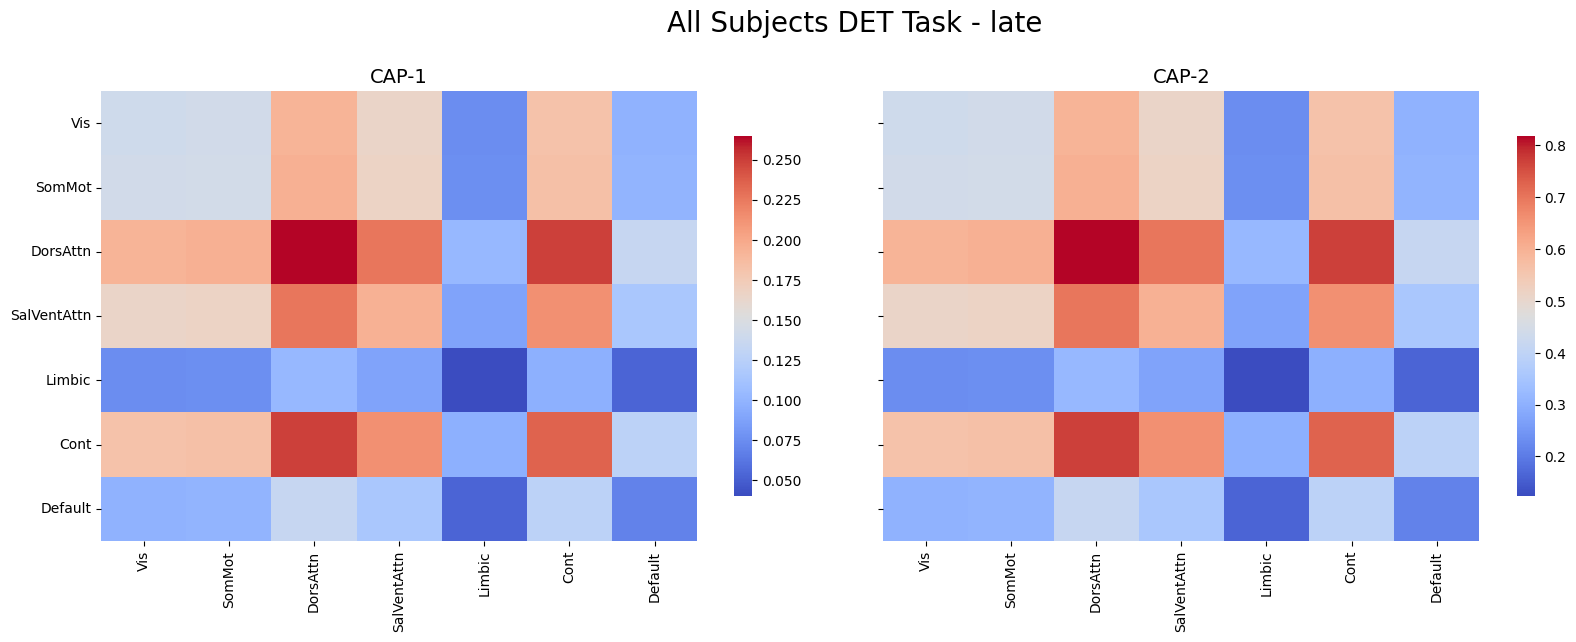 All Subjects DET Task - late
CAP-1
CAP-2
Vis
SomMot
DorsAttn
SalVentAttn
Limbic
Cont
Default
Vis
SomMot
DorsAttn
SalVentAttn
Limbic
Cont
Default
0.250
0.225
0.200
0.175
0.150
0.125
0.100
0.075
0.050
Vis
SomMot
DorsAttn
SalVentAttn
Limbic
Cont
Default
0.8
0.7
0.6
0.5
0.4
0.3
0.2